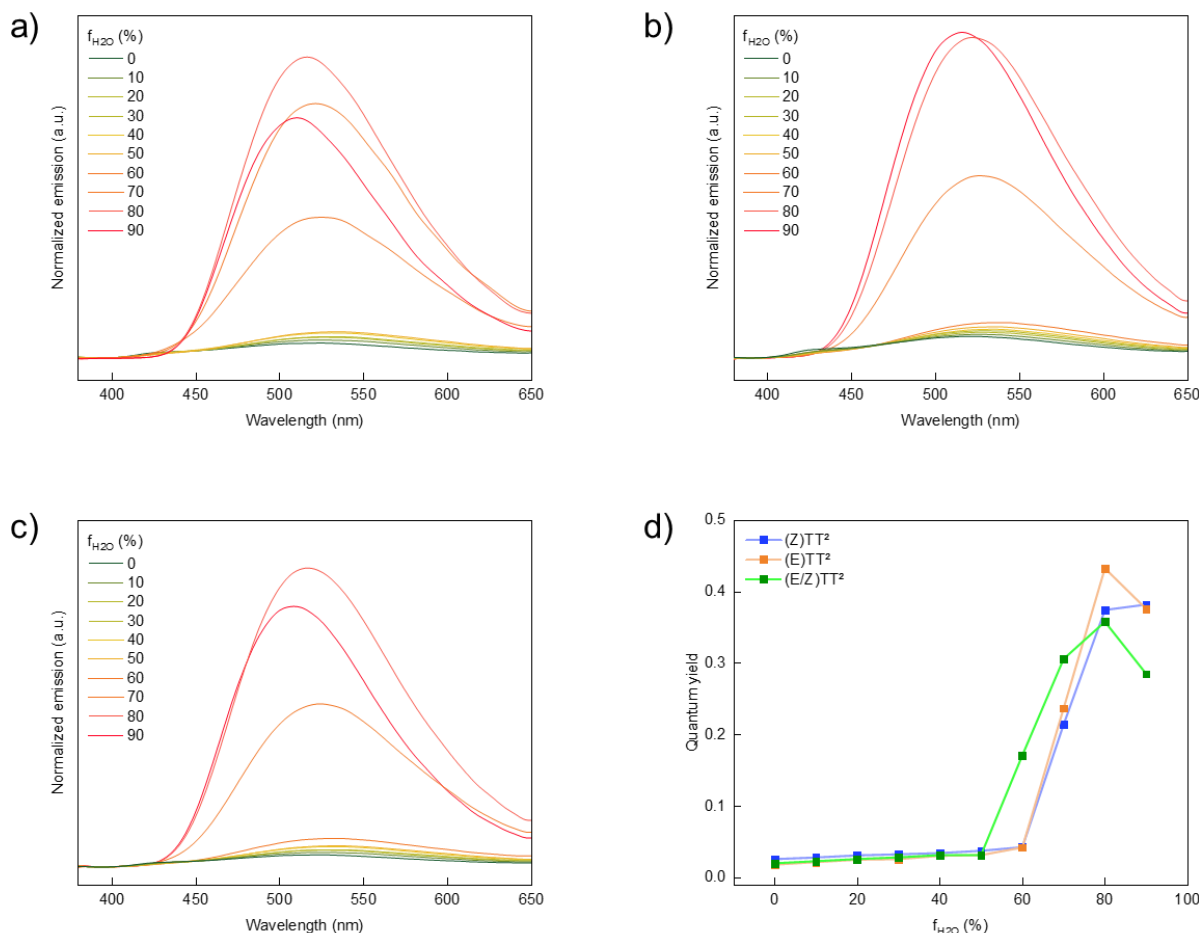 a)
f_H2O (%)
0
10
20
30
40
50
60
70
80
90
Normalized emission (a.u.)
400 450 500 550 600 650
Wavelength (nm)
b)
f_H2O (%)
0
10
20
30
40
50
60
70
80
90
Normalized emission (a.u.)
400 450 500 550 600 650
Wavelength (nm)
c)
f_H2O (%)
0
10
20
30
40
50
60
70
80
90
Normalized emission (a.u.)
400 450 500 550 600 650
Wavelength (nm)
d)
(Z)TT²
(E)TT²
(E/Z)TT²
Quantum yield
0.5
0.4
0.3
0.2
0.1
0.0
0 20 40 60 80 100
f_H2O (%)